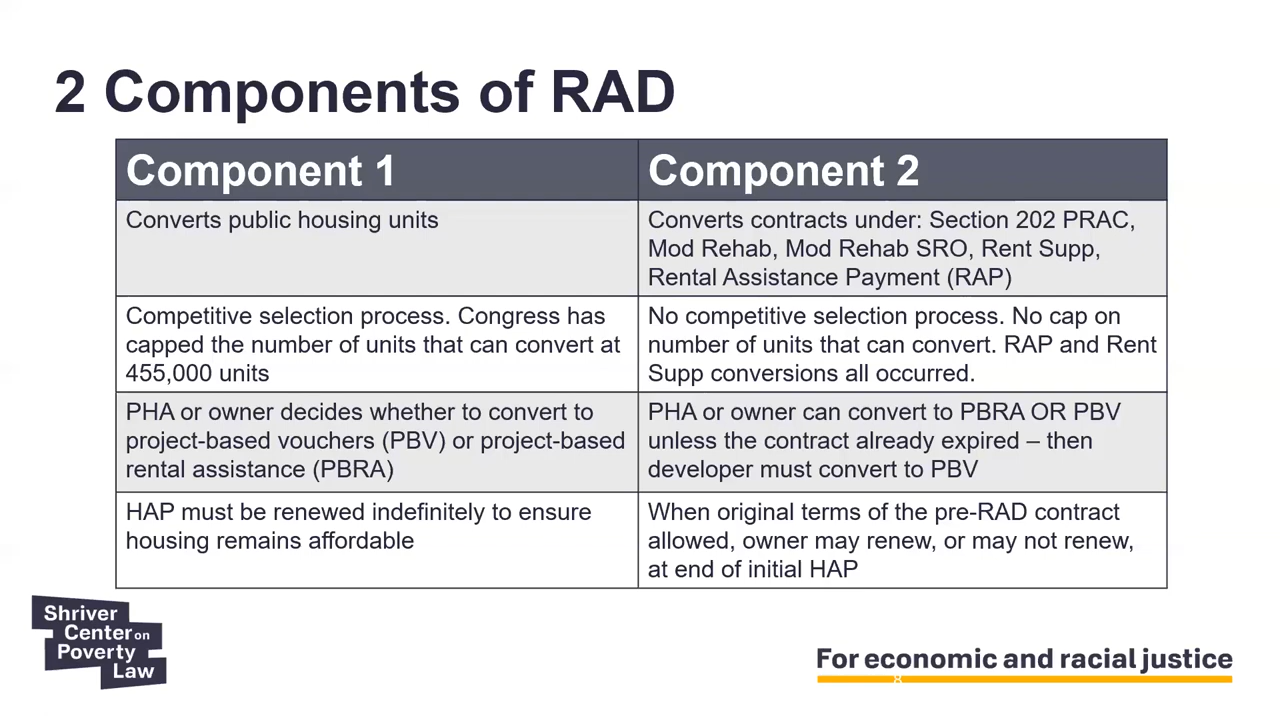 2 Components of RAD
Component 1
Component 2
Converts public housing units
Converts contracts under: Section 202 PRAC,
Mod Rehab, Mod Rehab SRO, Rent Supp,
Rental Assistance Payment (RAP)
Competitive selection process. Congress has
capped the number of units that can convert at
455,000 units
No competitive selection process. No cap on
number of units that can convert. RAP and Rent
Supp conversions all occurred.
PHA or owner decides whether to convert to
project-based vouchers (PBV) or project-based
rental assistance (PBRA)
PHA or owner can convert to PBRA OR PBV
unless the contract already expired – then
developer must convert to PBV
HAP must be renewed indefinitely to ensure
housing remains affordable
When original terms of the pre-RAD contract
allowed, owner may renew, or may not renew,
at end of initial HAP
Shriver
Center on
Poverty
Law
For economic and racial justice
8